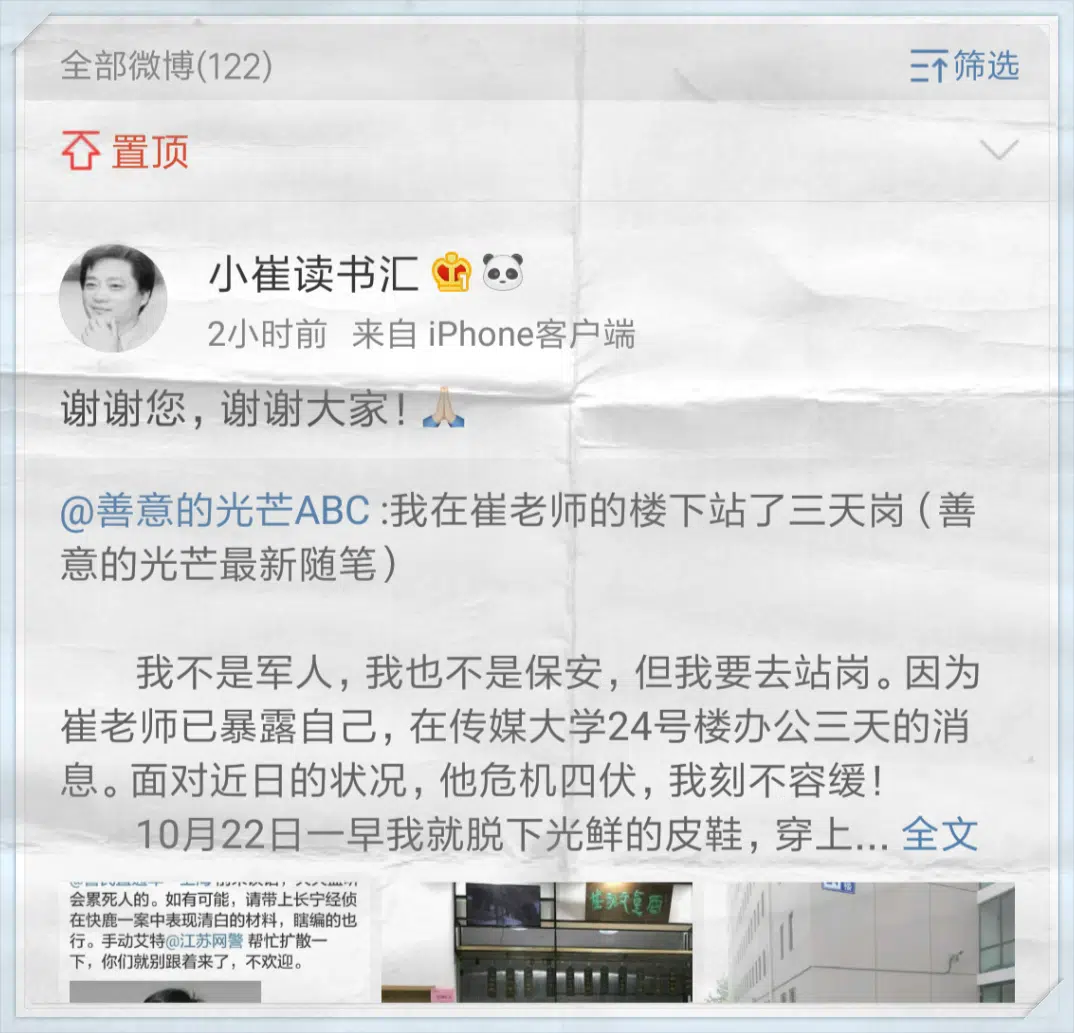 全部微博(122)
筛选
置顶
小崔读书汇
2小时前 来自 iPhone客户端
谢谢您，谢谢大家！
@善意的光芒ABC :我在崔老师的楼下站了三天岗（善
意的光芒最新随笔）
我不是军人，我也不是保安，但我要去站岗。因为
崔老师已暴露自己，在传媒大学24号楼办公三天的消
息。面对近日的状况，他危机四伏，我刻不容缓！
10月22日一早我就脱下光鲜的皮鞋，穿上... 全文
会累死人的。如有可能，请带上长宁经侦
在快鹿一案中表现清白的材料，瞎编的也
行。手动艾特@江苏网警 帮忙扩散一
下，你们就别跟着来了，不欢迎。